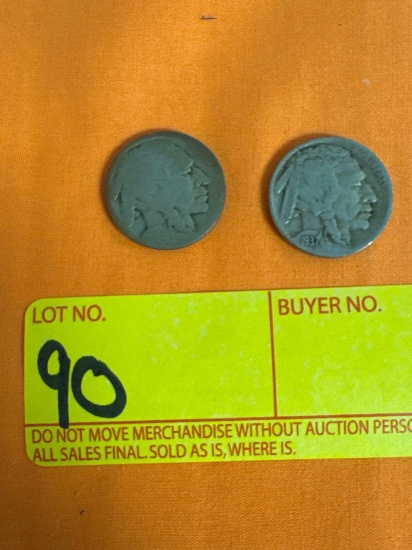 1937
LOT NO.
BUYER NO.
90
DO NOT MOVE MERCHANDISE WITHOUT AUCTION PERSO
ALL SALES FINAL. SOLD AS IS, WHERE IS.